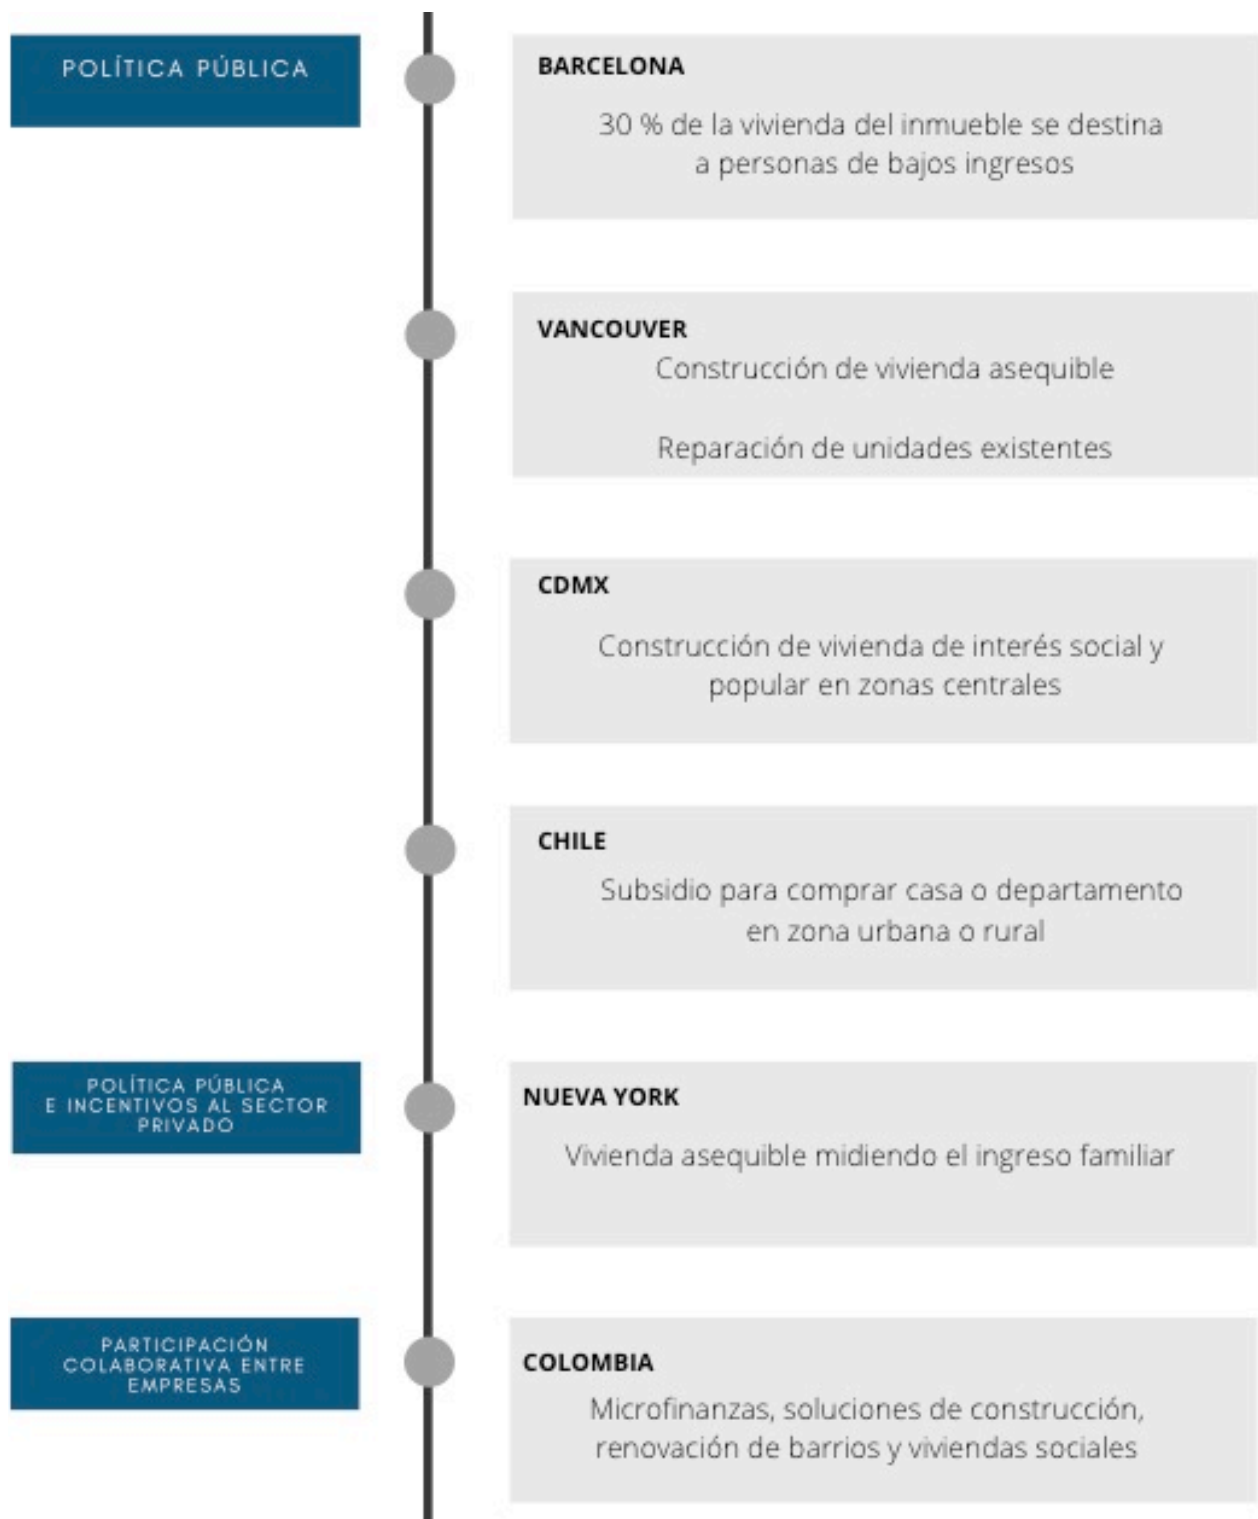 POLÍTICA PÚBLICA
BARCELONA
30 % de la vivienda del inmueble se destina
a personas de bajos ingresos
VANCOUVER
Construcción de vivienda asequible
Reparación de unidades existentes
CDMX
Construcción de vivienda de interés social y
popular en zonas centrales
CHILE
Subsidio para comprar casa o departamento
en zona urbana o rural
POLÍTICA PÚBLICA
E INCENTIVOS AL SECTOR
PRIVADO
NUEVA YORK
Vivienda asequible midiendo el ingreso familiar
PARTICIPACIÓN
COLABORATIVA ENTRE
EMPRESAS
COLOMBIA
Microfinanzas, soluciones de construcción,
renovación de barrios y viviendas sociales